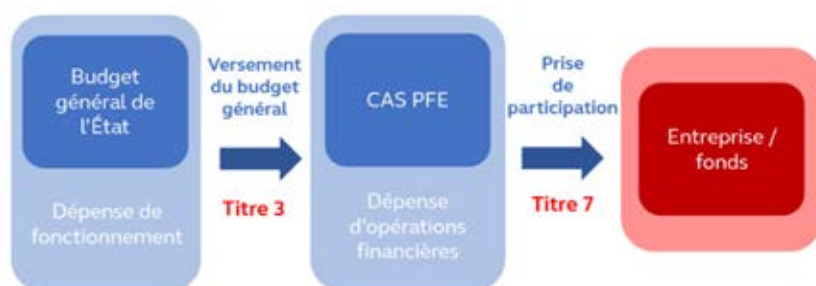 Budget
général de
l'État
Dépense de
fonctionnement
Versement
du budget
général
Titre 3
CAS PFE
Dépense
d'opérations
financières
Prise
de
participation
Titre 7
Entreprise /
fonds